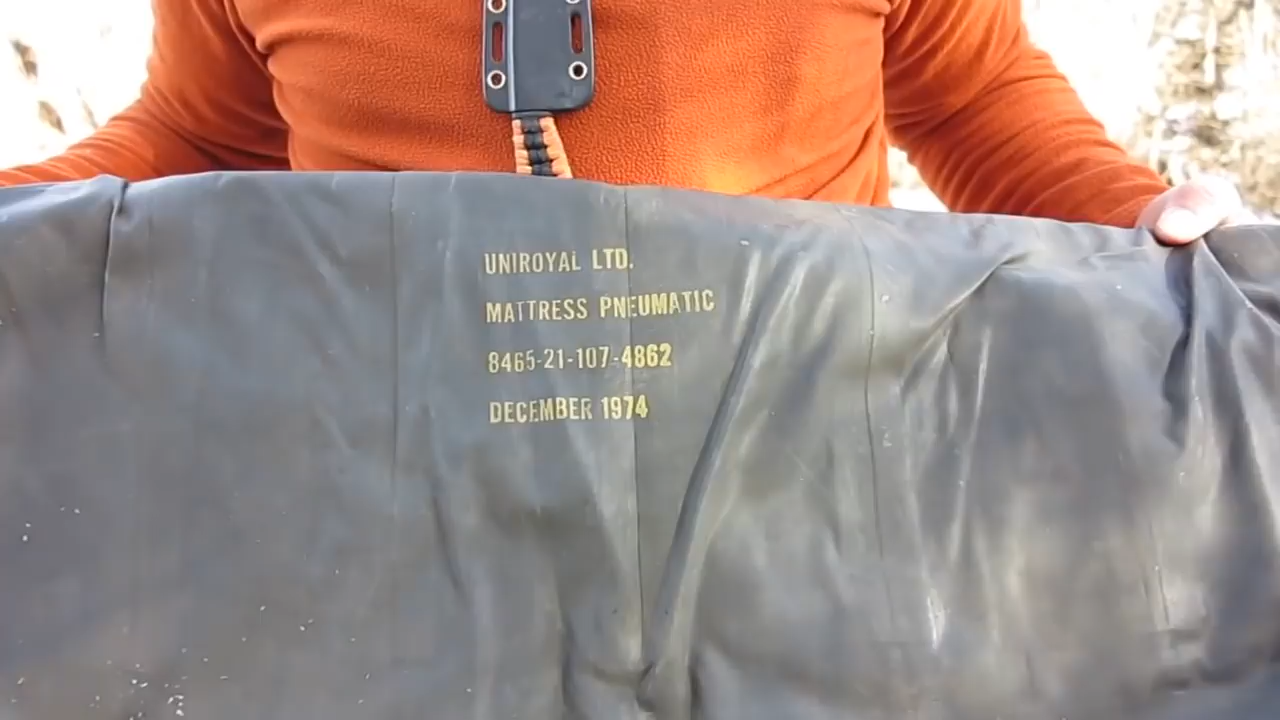 UNIROYAL LTD.
MATTRESS PNEUMATIC
8465-21-107-4862
DECEMBER 1974